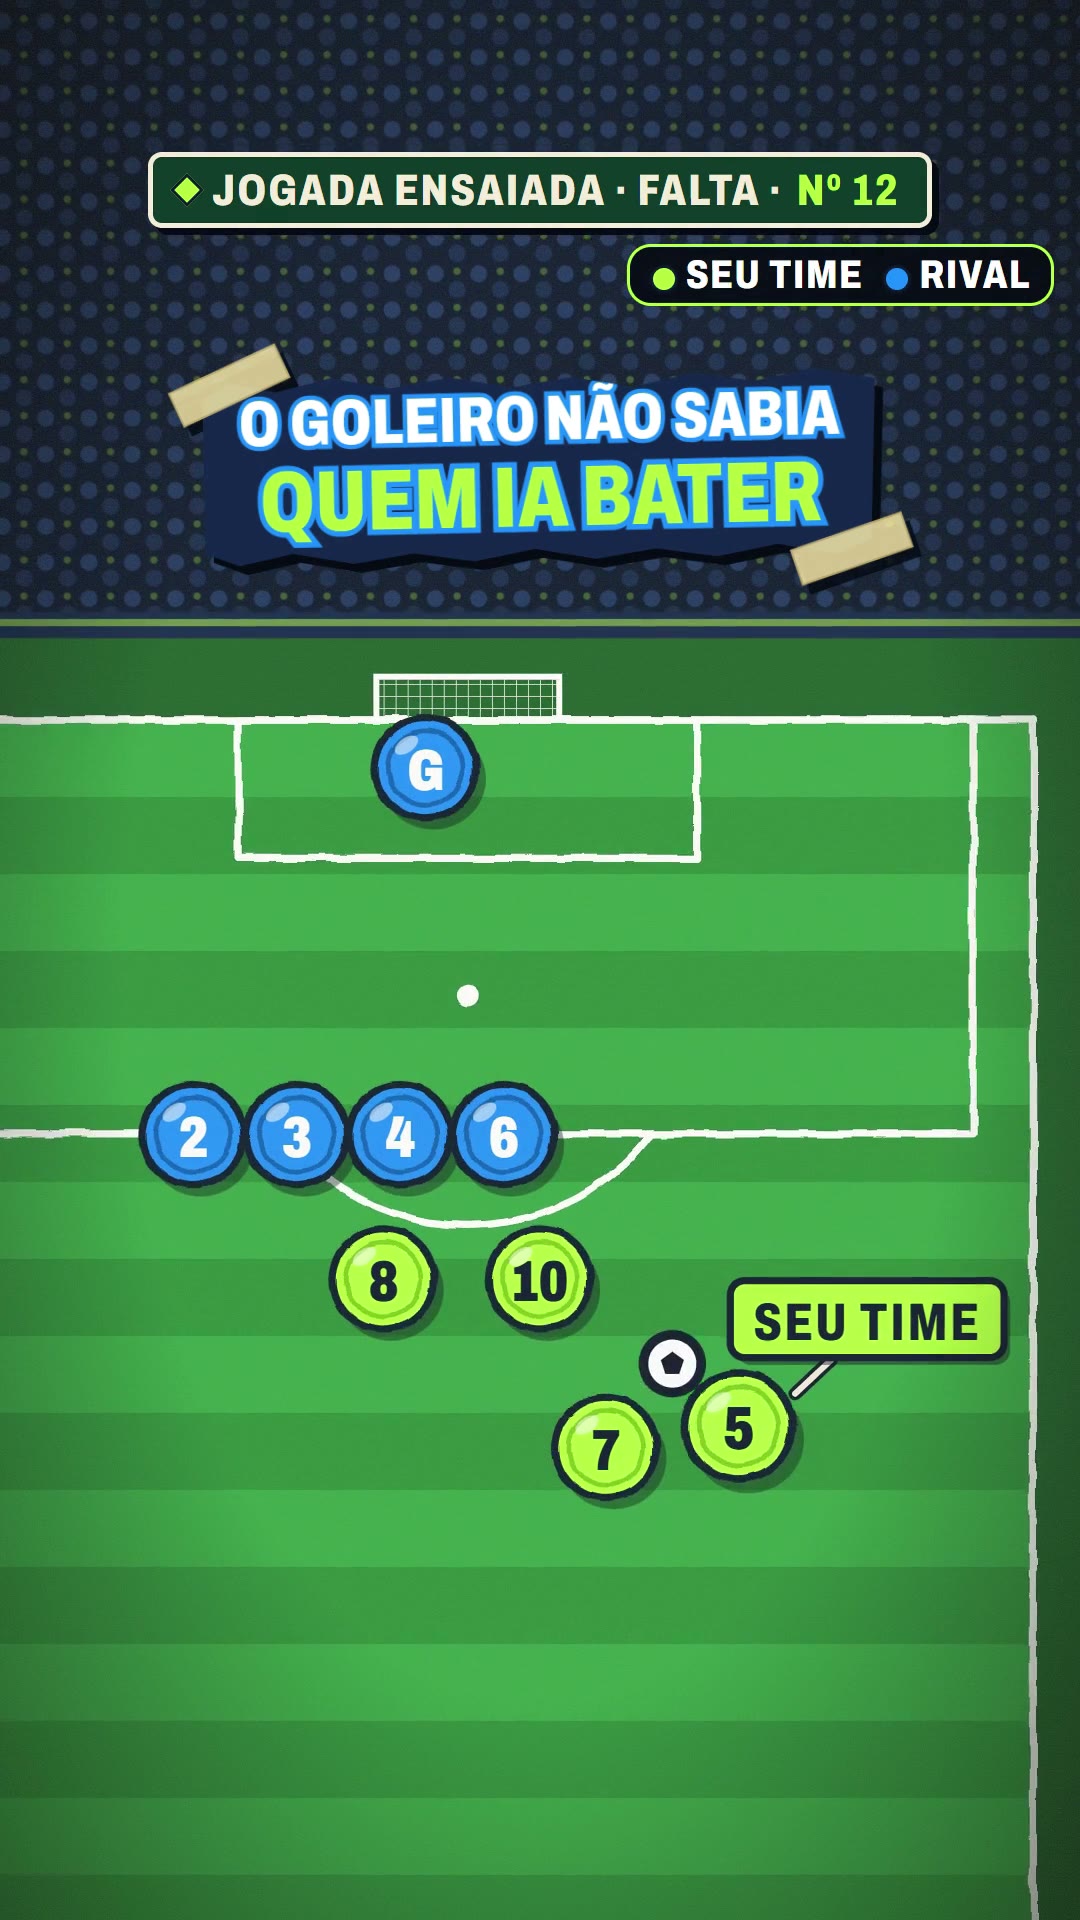 JOGADA ENSAIADA · FALTA · Nº 12
SEU TIME RIVAL
O GOLEIRO NÃO SABIA
QUEM IA BATER
G
2 3 4 6
8 10
SEU TIME
7 5